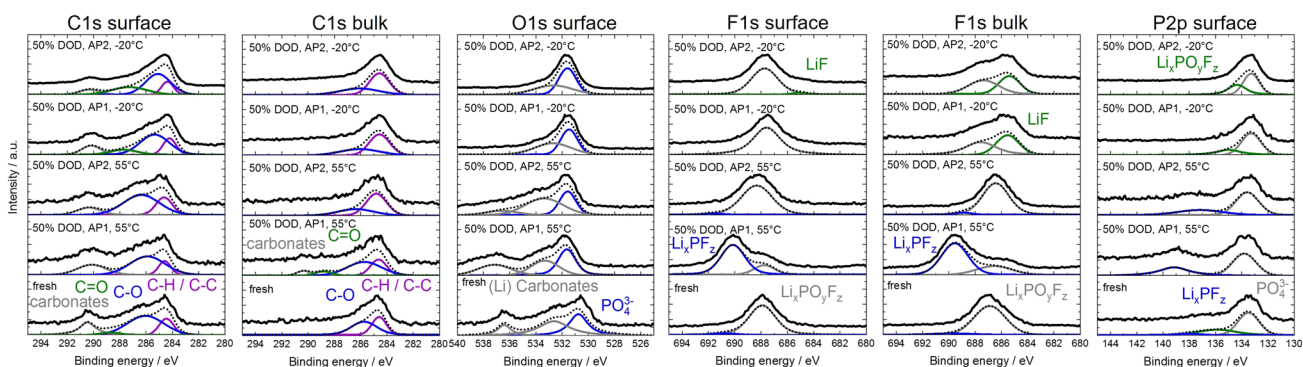 C1s surface
C1s bulk
O1s surface
F1s surface
F1s bulk
P2p surface
Intensity / a.u.
50% DOD, AP2, -20°C
50% DOD, AP1, -20°C
50% DOD, AP2, 55°C
50% DOD, AP1, 55°C
C=O
carbonates
C-O
C-H / C-C
fresh
294 292 290 288 286 284 282 280
Binding energy / eV
50% DOD, AP2, -20°C
50% DOD, AP1, -20°C
50% DOD, AP2, 55°C
50% DOD, AP1, 55°C
carbonates
C=O
C-H / C-C
C-O
fresh
294 292 290 288 286 284 282 280
Binding energy / eV
50% DOD, AP2, -20°C
50% DOD, AP1, -20°C
50% DOD, AP2, 55°C
50% DOD, AP1, 55°C
fresh
(Li) Carbonates
PO₄³⁻
540 538 536 534 532 530 528 526
Binding energy / eV
50% DOD, AP2, -20°C
LiF
50% DOD, AP1, -20°C
50% DOD, AP2, 55°C
50% DOD, AP1, 55°C
LiₓPF_z
fresh
LiₓPO_yF_z
694 692 690 688 686 684 682 680
Binding energy / eV
50% DOD, AP2, -20°C
50% DOD, AP1, -20°C
LiF
50% DOD, AP2, 55°C
50% DOD, AP1, 55°C
LiₓPF_z
fresh
LiₓPO_yF_z
694 692 690 688 686 684 682 680
Binding energy / eV
50% DOD, AP2, -20°C
LiₓPO_yF_z
50% DOD, AP1, -20°C
50% DOD, AP2, 55°C
50% DOD, AP1, 55°C
fresh
LiₓPF_z
PO₄³⁻
144 142 140 138 136 134 132 130
Binding energy / eV